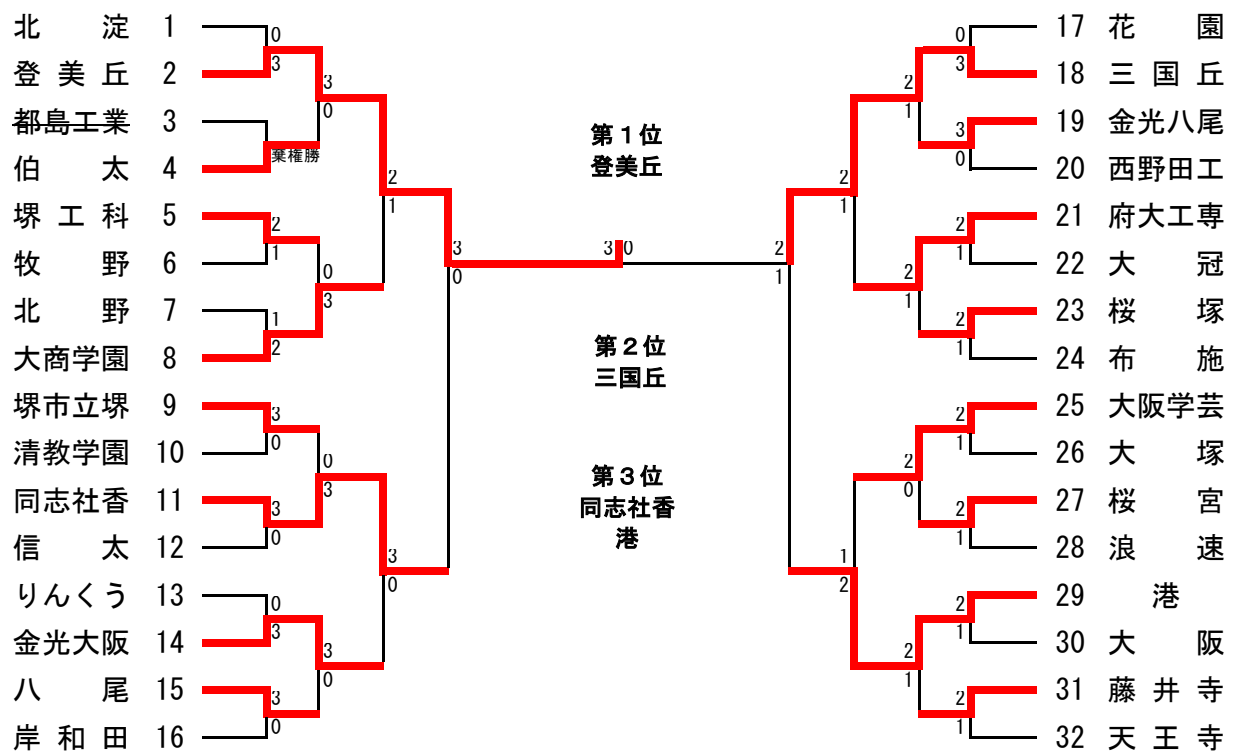 北淀 1
0
3
登美丘 2
3
0
都島工業 3
棄権勝
伯太 4
2
1
堺工科 5
2
1
牧野 6
0
3
北野 7
1
2
大商学園 8
3
0
堺市立堺 9
3
0
清教学園 10
0
3
同志社香 11
3
0
信太 12
3
0
りんくう 13
0
3
金光大阪 14
3
0
八尾 15
3
0
岸和田 16
第1位
登美丘
3 0
第2位
三国丘
第3位
同志社香
港
17 花園
0
3
18 三国丘
2
1
19 金光八尾
3
0
20 西野田工
2
1
21 府大工専
2
1
22 大冠
2
1
23 桜塚
2
1
24 布施
2
1
25 大阪学芸
2
1
26 大塚
2
0
27 桜宮
2
1
28 浪速
1
2
29 港
2
1
30 大阪
2
1
31 藤井寺
2
1
32 天王寺